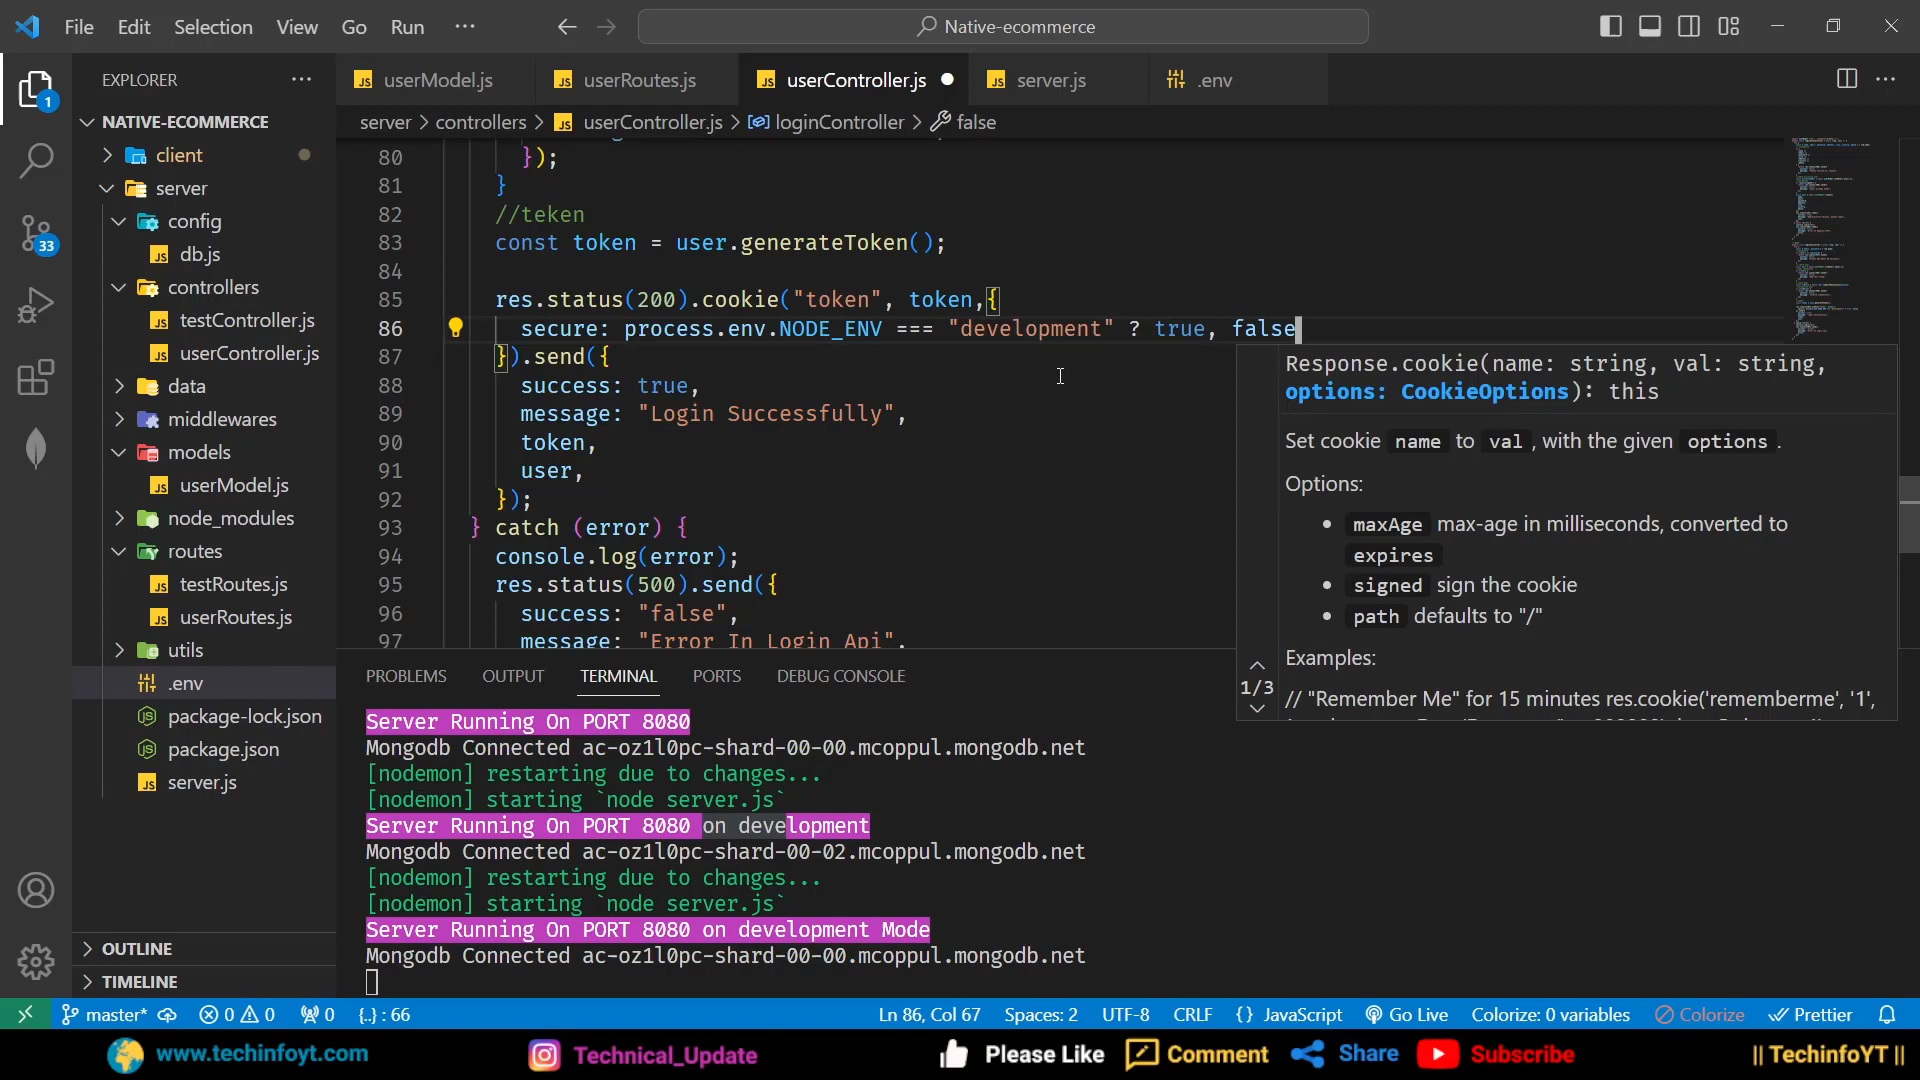 File Edit Selection View Go Run ···
Native-ecommerce
EXPLORER ···
userModel.js userRoutes.js userController.js server.js .env
NATIVE-ECOMMERCE
server > controllers > userController.js > loginController > false
client
server
config
db.js
controllers
testController.js
userController.js
data
middlewares
models
userModel.js
node_modules
routes
testRoutes.js
userRoutes.js
utils
.env
package-lock.json
package.json
server.js
OUTLINE
TIMELINE
1
33
80 });
81 }
82 //teken
83 const token = user.generateToken();
84
85 res.status(200).cookie("token", token,{
86 secure: process.env.NODE_ENV === "development" ? true, false
87 }).send({
88 success: true,
89 message: "Login Successfully",
90 token,
91 user,
92 });
93 } catch (error) {
94 console.log(error);
95 res.status(500).send({
96 success: "false",
97 message: "Error In Login Api",
Response.cookie(name: string, val: string,
options: CookieOptions): this
Set cookie name to val, with the given options.
Options:
• maxAge max-age in milliseconds, converted to
expires
• signed sign the cookie
• path defaults to "/"
Examples:
1/3
// "Remember Me" for 15 minutes res.cookie('rememberme', '1',
PROBLEMS OUTPUT TERMINAL PORTS DEBUG CONSOLE
Server Running On PORT 8080
Mongodb Connected ac-oz1l0pc-shard-00-00.mcoppul.mongodb.net
[nodemon] restarting due to changes...
[nodemon] starting `node server.js`
Server Running On PORT 8080 on development
Mongodb Connected ac-oz1l0pc-shard-00-02.mcoppul.mongodb.net
[nodemon] restarting due to changes...
[nodemon] starting `node server.js`
Server Running On PORT 8080 on development Mode
Mongodb Connected ac-oz1l0pc-shard-00-00.mcoppul.mongodb.net
master* 0 0 0 {..} : 66 Ln 86, Col 67 Spaces: 2 UTF-8 CRLF {} JavaScript Go Live Colorize: 0 variables Colorize Prettier
www.techinfoyt.com Technical_Update Please Like Comment Share Subscribe || TechinfoYT ||